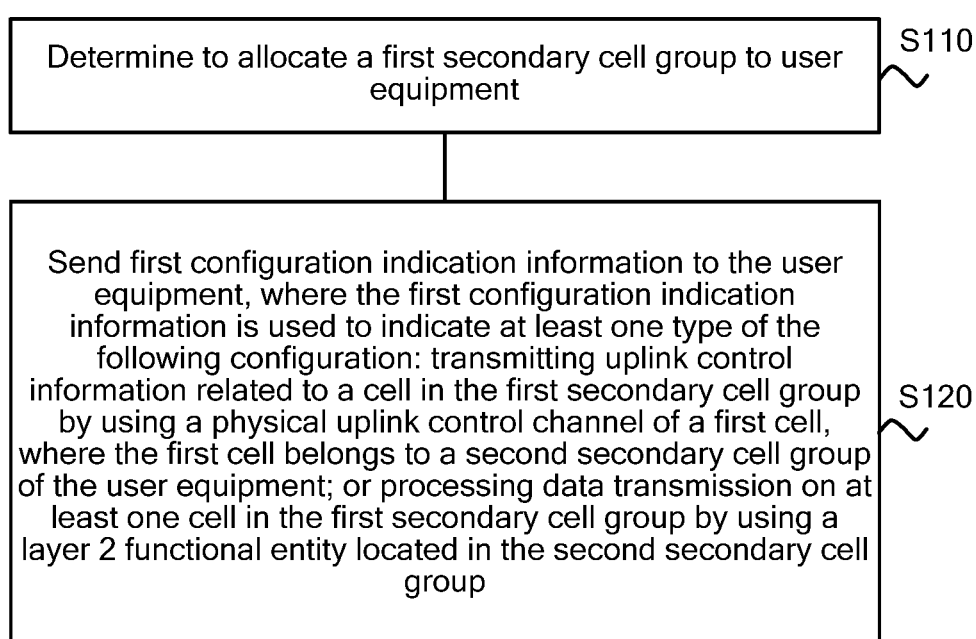 Determine to allocate a first secondary cell group to user
equipment
S110
Send first configuration indication information to the user
equipment, where the first configuration indication
information is used to indicate at least one type of the
following configuration: transmitting uplink control
information related to a cell in the first secondary cell group
by using a physical uplink control channel of a first cell,
where the first cell belongs to a second secondary cell group
of the user equipment; or processing data transmission on at
least one cell in the first secondary cell group by using a
layer 2 functional entity located in the second secondary cell
group
S120